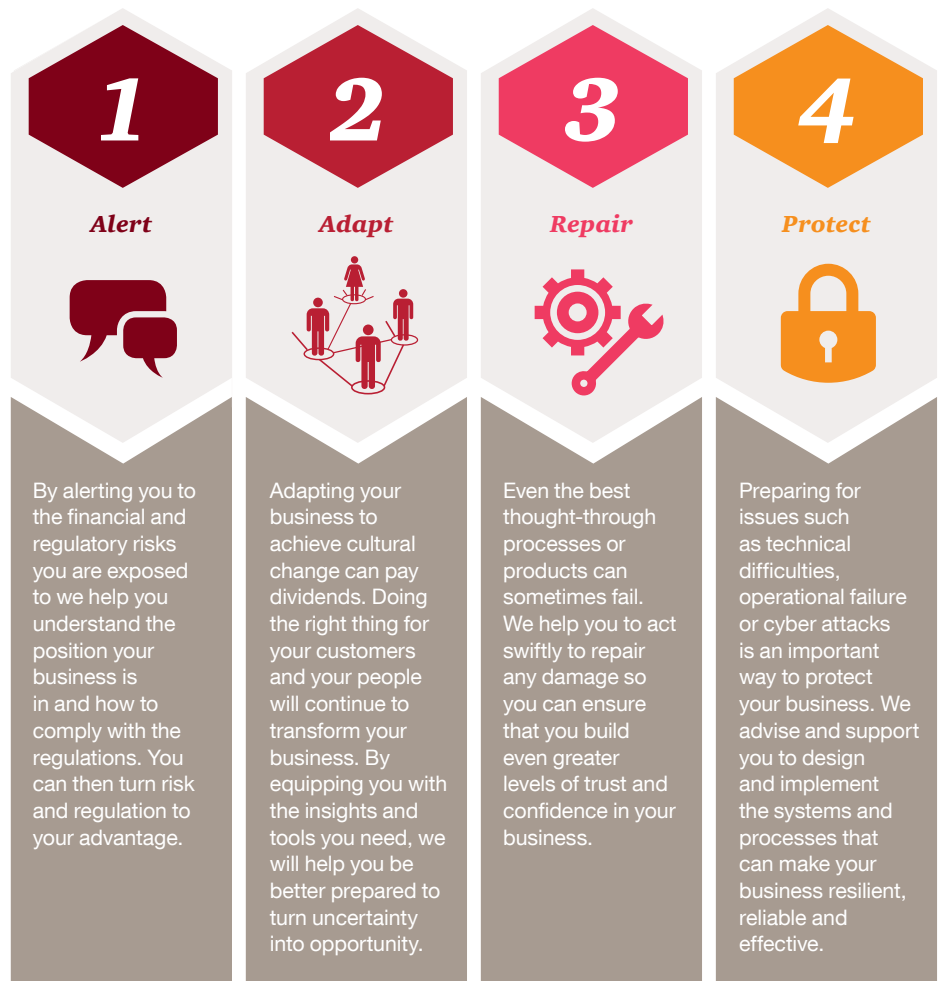 1
Alert
By alerting you to
the financial and
regulatory risks
you are exposed
to we help you
understand the
position your
business is
in and how to
comply with the
regulations. You
can then turn risk
and regulation to
your advantage.
2
Adapt
Adapting your
business to
achieve cultural
change can pay
dividends. Doing
the right thing for
your customers
and your people
will continue to
transform your
business. By
equipping you with
the insights and
tools you need, we
will help you be
better prepared to
turn uncertainty
into opportunity.
3
Repair
Even the best
thought-through
processes or
products can
sometimes fail.
We help you to act
swiftly to repair
any damage so
you can ensure
that you build
even greater
levels of trust and
confidence in your
business.
4
Protect
Preparing for
issues such
as technical
difficulties,
operational failure
or cyber attacks
is an important
way to protect
your business. We
advise and support
you to design
and implement
the systems and
processes that
can make your
business resilient,
reliable and
effective.